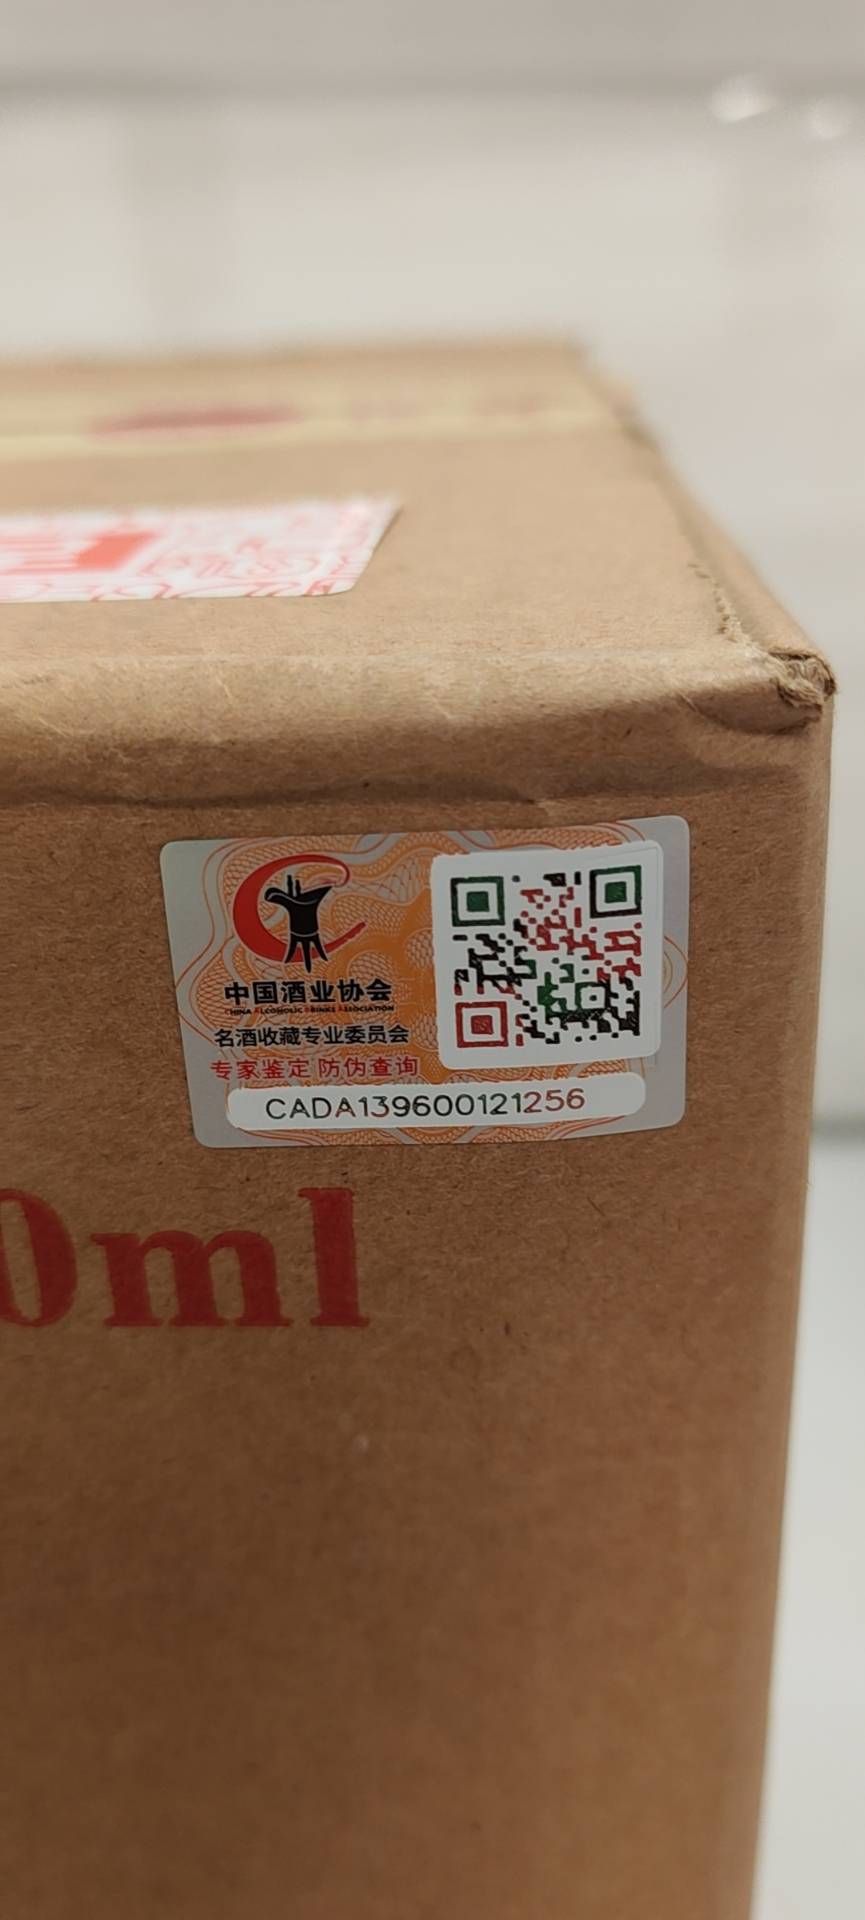 中国酒业协会
CHINA ALCOHOLIC DRINKS ASSOCIATION
名酒收藏专业委员会
专家鉴定 防伪查询
CADA139600121256
0ml